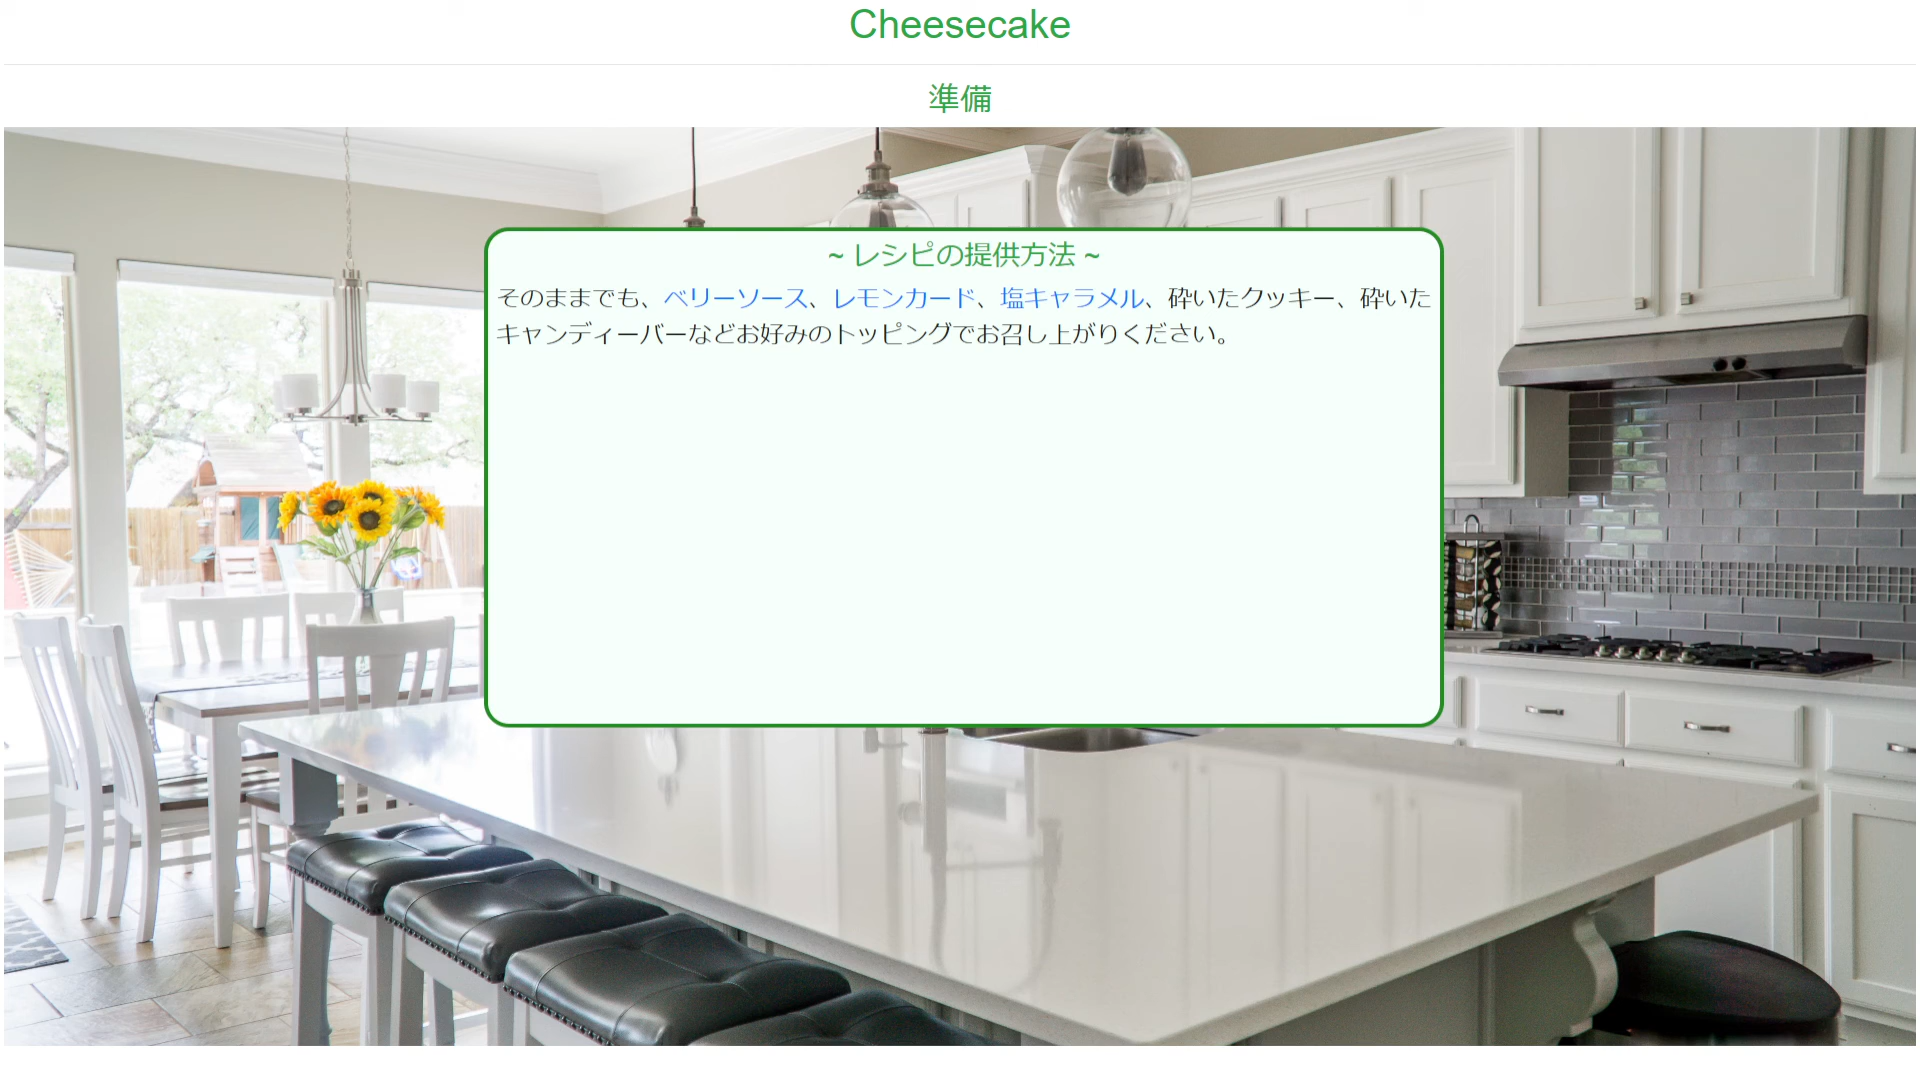 Cheesecake
準備
~ レシピの提供方法 ~
そのままでも、ベリーソース、レモンカード、塩キャラメル、砕いたクッキー、砕いた
キャンディーバーなどお好みのトッピングでお召し上がりください。